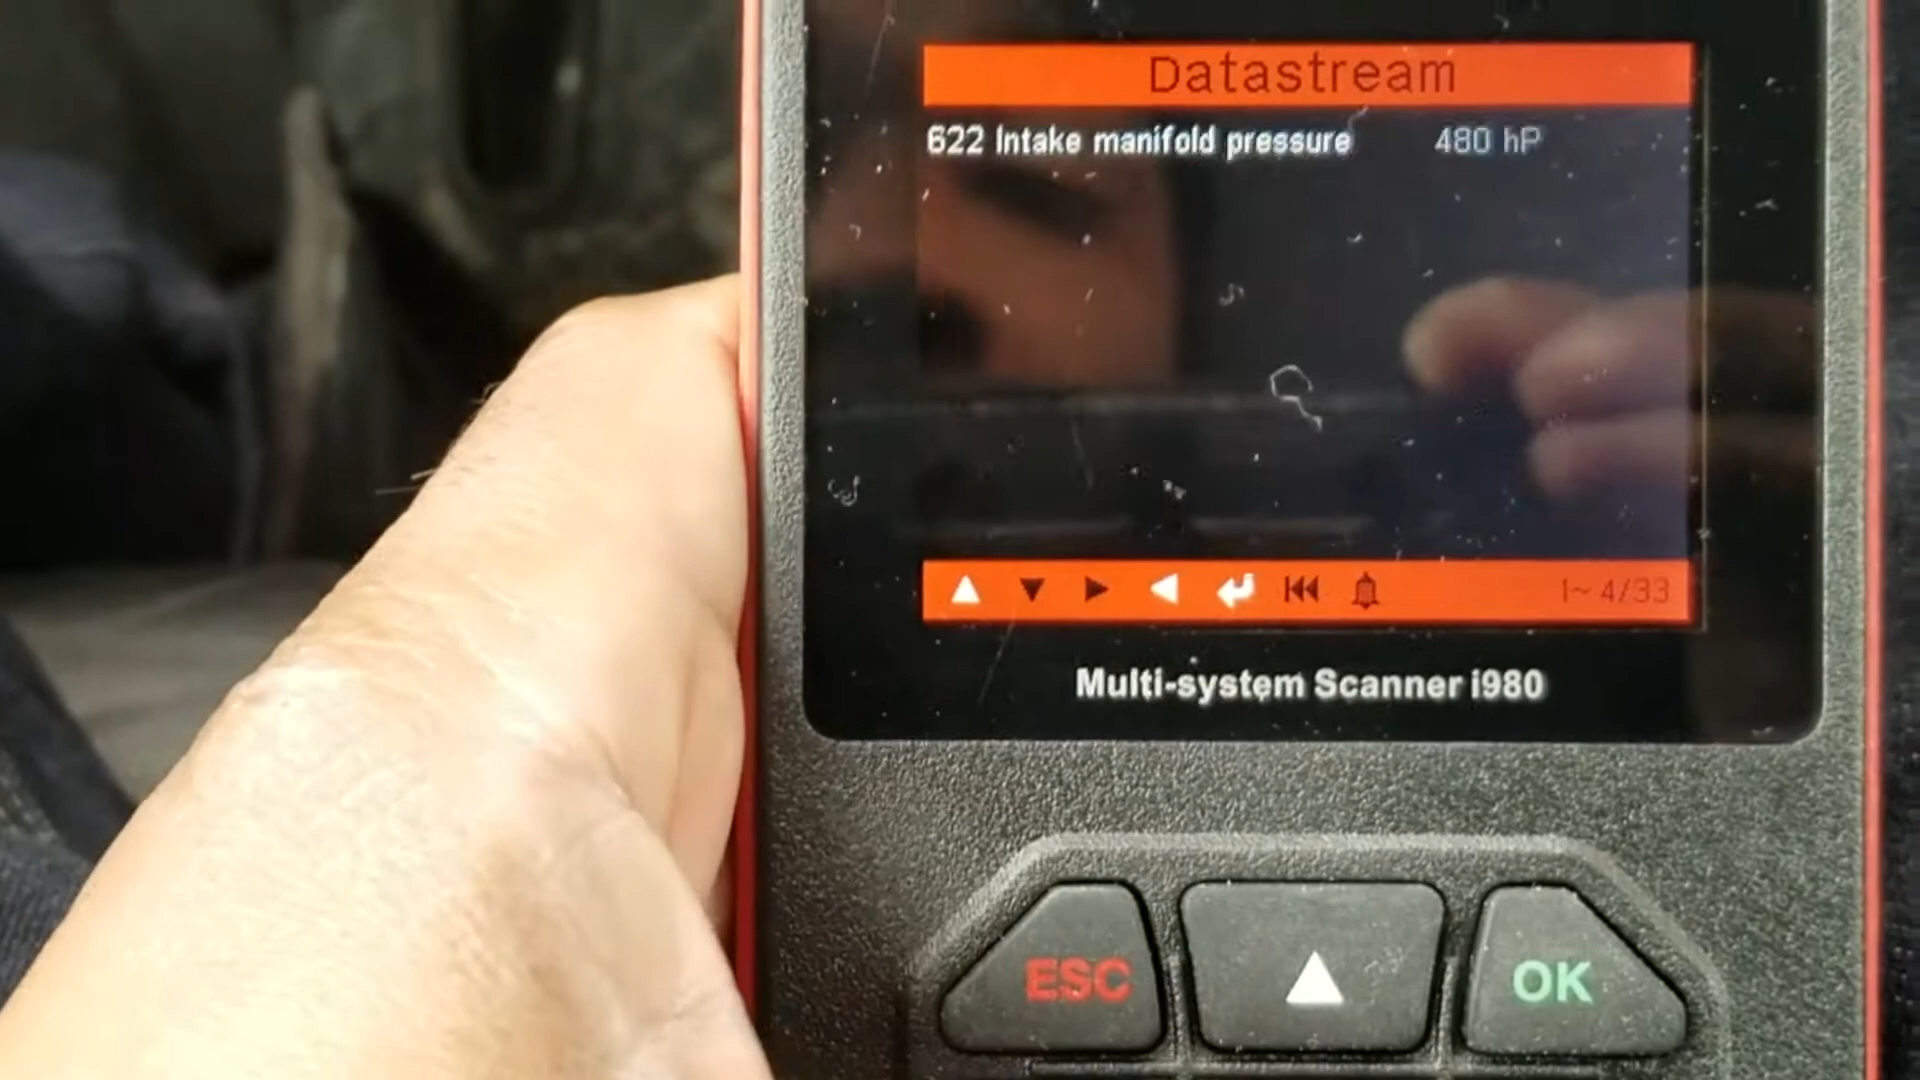 Datastream
622 Intake manifold pressure 480 hP
1~ 4/33
Multi-system Scanner i980
ESC
OK